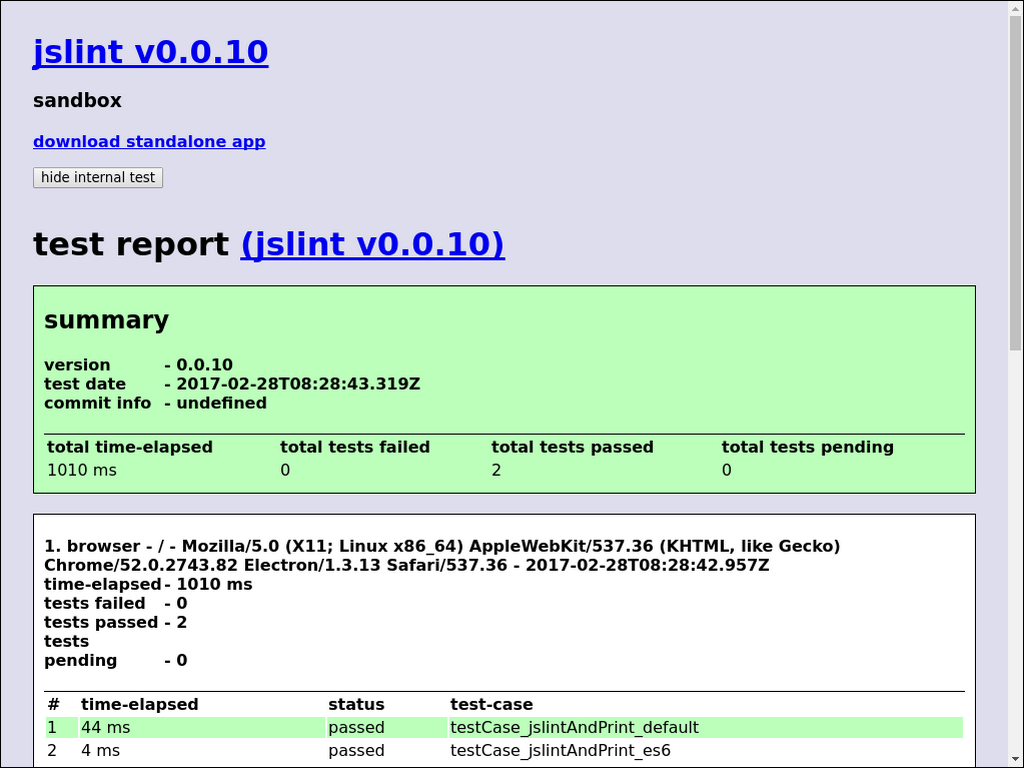 jslint v0.0.10
sandbox
download standalone app
hide internal test
test report (jslint v0.0.10)
summary
version - 0.0.10
test date - 2017-02-28T08:28:43.319Z
commit info - undefined
total time-elapsed total tests failed total tests passed total tests pending
1010 ms 0 2 0
1. browser - / - Mozilla/5.0 (X11; Linux x86_64) AppleWebKit/537.36 (KHTML, like Gecko)
Chrome/52.0.2743.82 Electron/1.3.13 Safari/537.36 - 2017-02-28T08:28:42.957Z
time-elapsed - 1010 ms
tests failed - 0
tests passed - 2
tests
pending - 0
# time-elapsed status test-case
1 44 ms passed testCase_jslintAndPrint_default
2 4 ms passed testCase_jslintAndPrint_es6